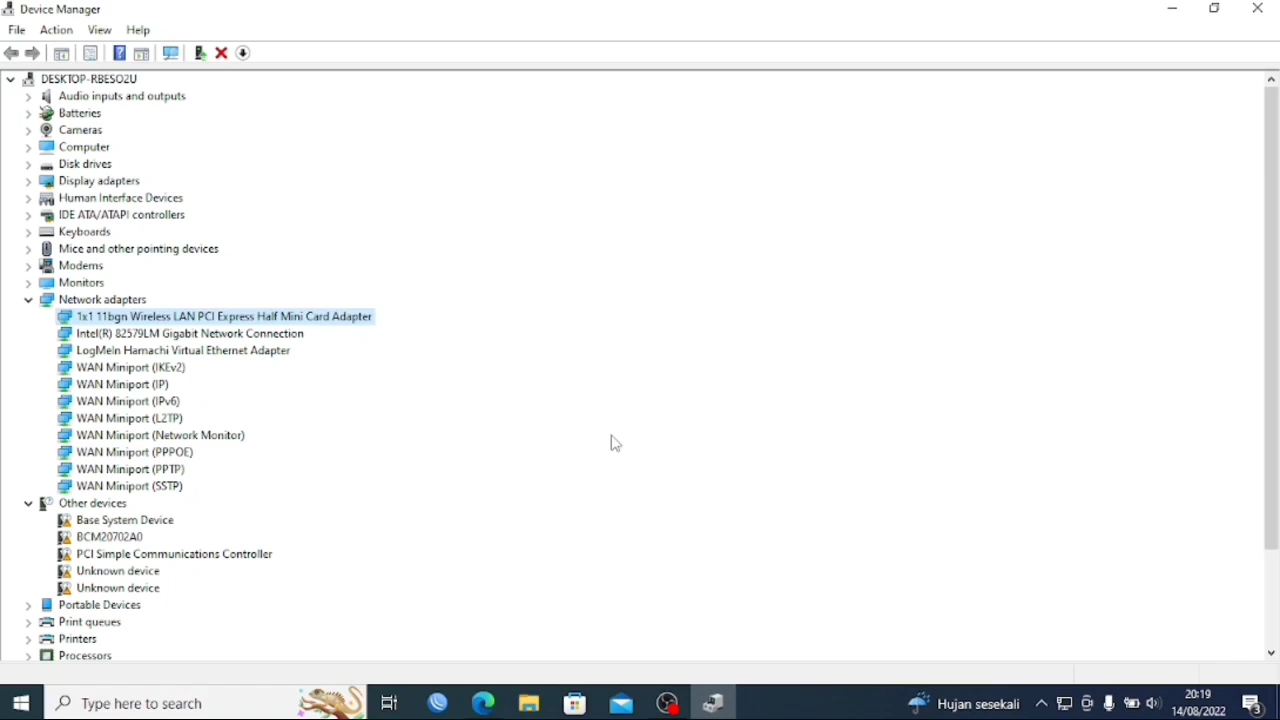 Device Manager
File Action View Help
DESKTOP-RBESO2U
Audio inputs and outputs
Batteries
Cameras
Computer
Disk drives
Display adapters
Human Interface Devices
IDE ATA/ATAPI controllers
Keyboards
Mice and other pointing devices
Modems
Monitors
Network adapters
1x1 11bgn Wireless LAN PCI Express Half Mini Card Adapter
Intel(R) 82579LM Gigabit Network Connection
LogMeIn Hamachi Virtual Ethernet Adapter
WAN Miniport (IKEv2)
WAN Miniport (IP)
WAN Miniport (IPv6)
WAN Miniport (L2TP)
WAN Miniport (Network Monitor)
WAN Miniport (PPPOE)
WAN Miniport (PPTP)
WAN Miniport (SSTP)
Other devices
Base System Device
BCM20702A0
PCI Simple Communications Controller
Unknown device
Unknown device
Portable Devices
Print queues
Printers
Processors
Type here to search
Hujan sesekali
20:19
14/08/2022
3